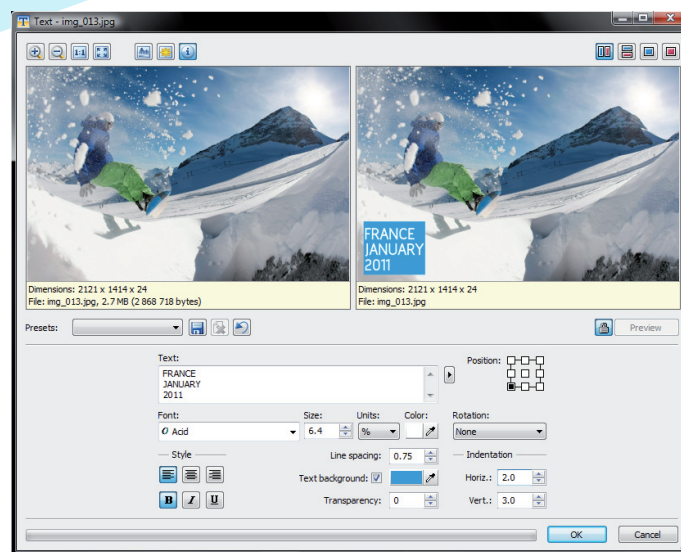 Text - img_013.jpg
1:1
FRANCE
JANUARY
2011
Dimensions: 2121 x 1414 x 24
File: img_013.jpg, 2.7 MB (2 868 718 bytes)
Dimensions: 2121 x 1414 x 24
File: img_013.jpg
Presets:
Preview
Text:
FRANCE
JANUARY
2011
Position:
Font: Size: Units: Color: Rotation:
O Acid 6.4 % None
Style Line spacing: 0.75 Indentation
Text background: Horiz.: 2.0
B I U Transparency: 0 Vert.: 3.0
OK Cancel